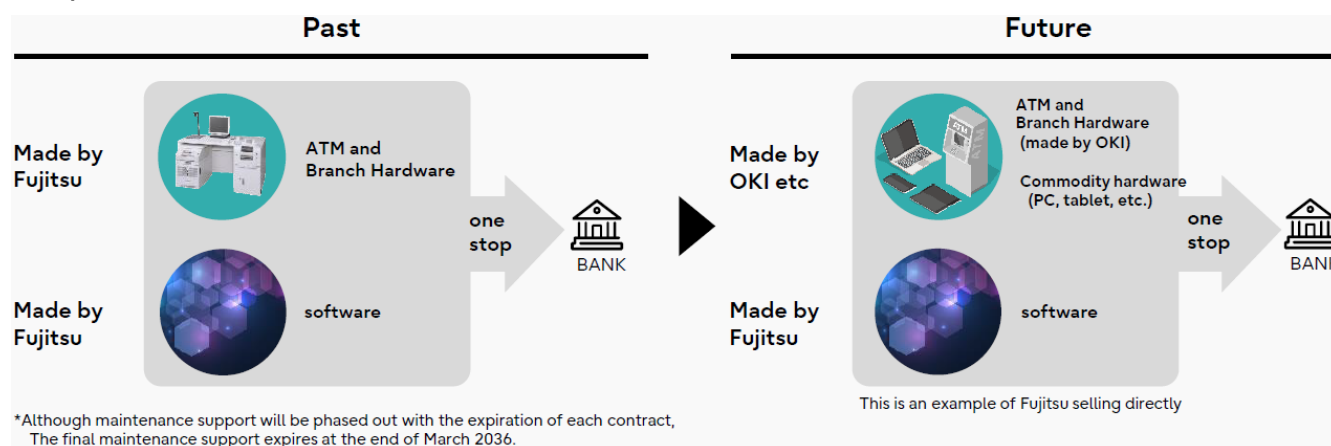 Past
Made by
Fujitsu
ATM and
Branch Hardware
Made by
Fujitsu
software
one
stop
BANK
*Although maintenance support will be phased out with the expiration of each contract,
The final maintenance support expires at the end of March 2036.
Future
Made by
OKI etc
ATM
ATM and
Branch Hardware
(made by OKI)
Commodity hardware
(PC, tablet, etc.)
Made by
Fujitsu
software
one
stop
BANK
This is an example of Fujitsu selling directly